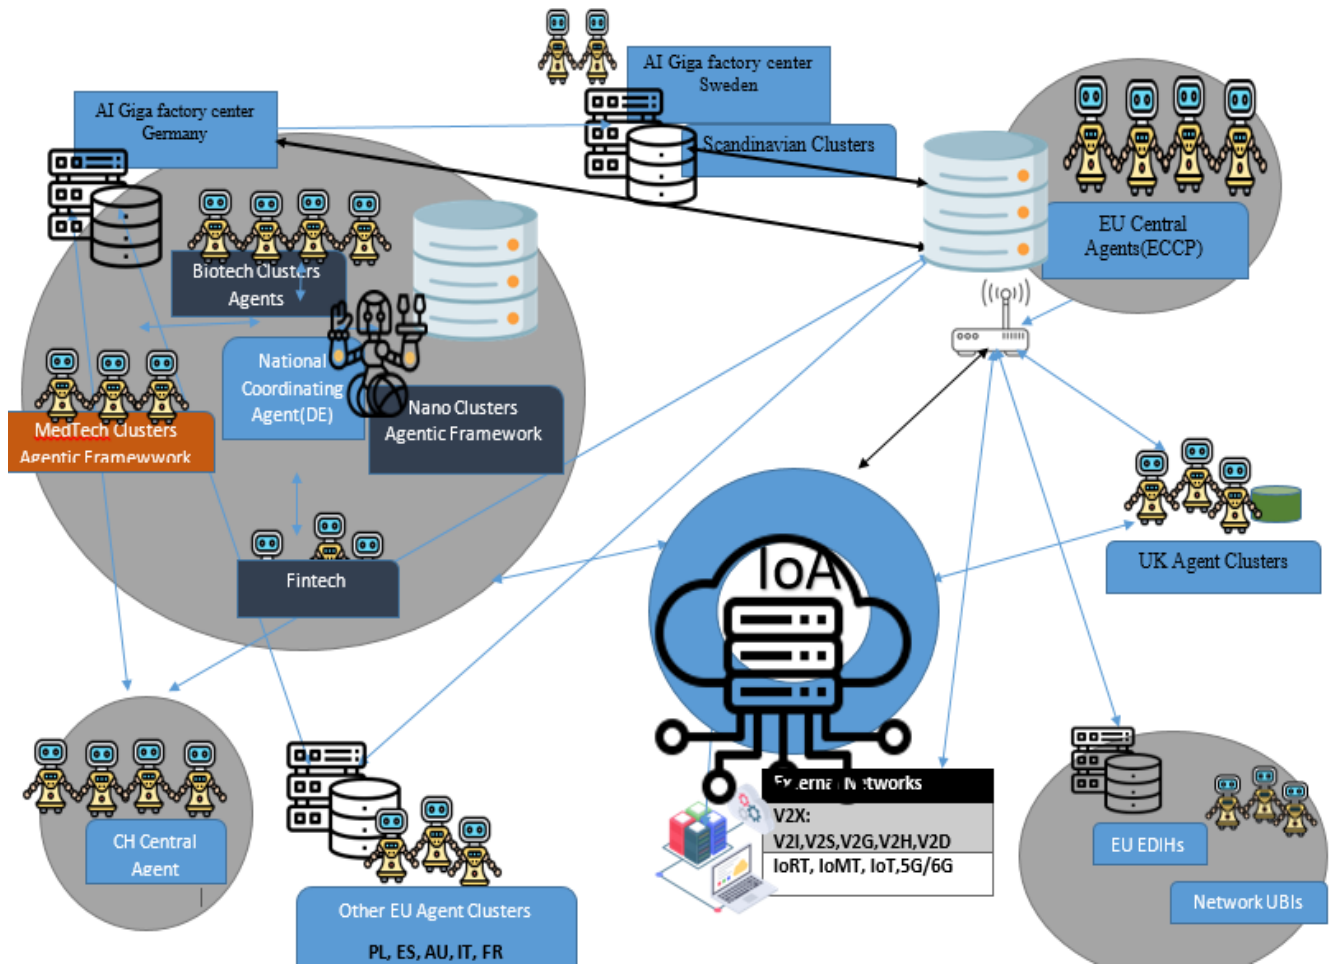 AI Giga factory center
Sweden
AI Giga factory center
Germany
Scandinavian Clusters
EU Central
Agents(ECCP)
Biotech Clusters
Agents
National
Coordinating
Agent(DE)
Nano Clusters
Agentic Framework
MedTech Clusters
Agentic Framewwork
Fintech
IoA
UK Agent Clusters
External Networks
V2X:
V2I,V2S,V2G,V2H,V2D
IoRT, IoMT, IoT,5G/6G
CH Central
Agent
EU EDIHs
Network UBIs
Other EU Agent Clusters
PL, ES, AU, IT, FR